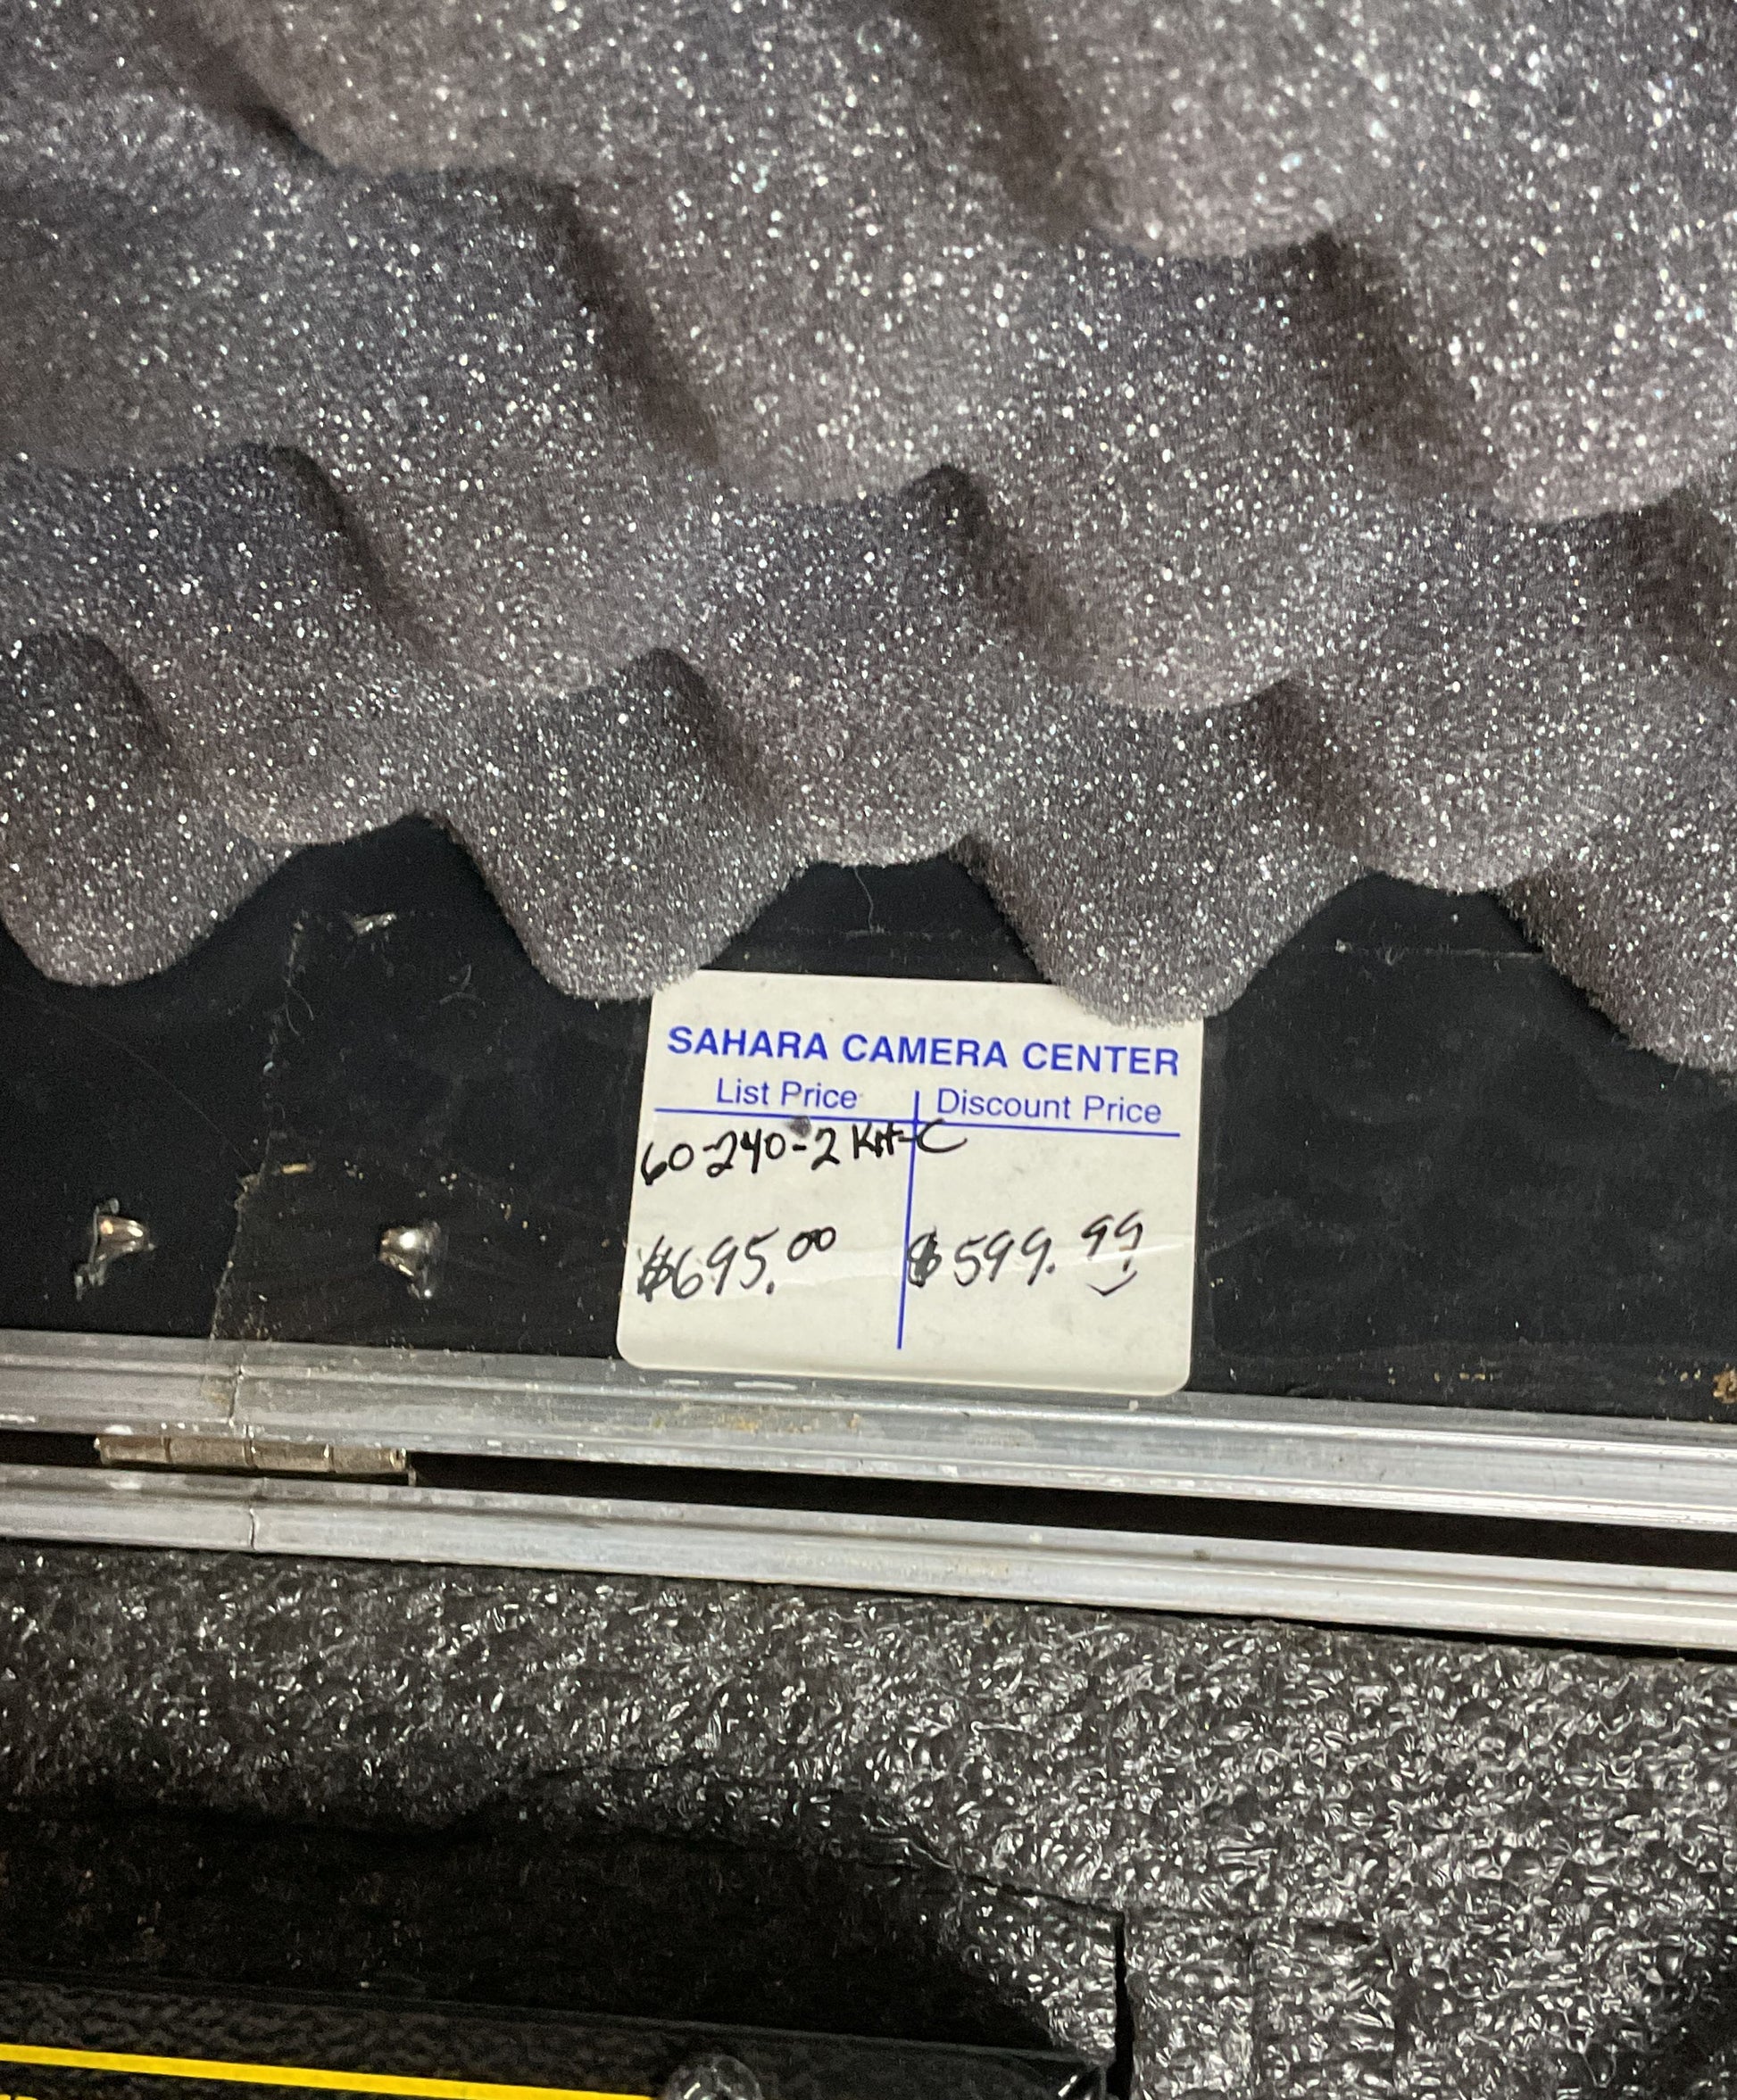 SAHARA CAMERA CENTER
List Price Discount Price
60-240-2 KH-C
$695.00 $599.99